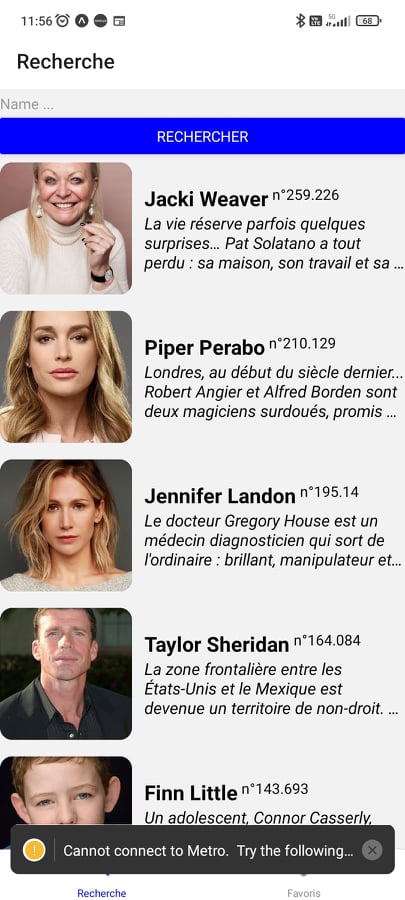 11:56
5G
68
Recherche
Name ...
RECHERCHER
Jacki Weaver n°259.226
La vie réserve parfois quelques
surprises… Pat Solatano a tout
perdu : sa maison, son travail et sa …
Piper Perabo n°210.129
Londres, au début du siècle dernier...
Robert Angier et Alfred Borden sont
deux magiciens surdoués, promis …
Jennifer Landon n°195.14
Le docteur Gregory House est un
médecin diagnosticien qui sort de
l'ordinaire : brillant, manipulateur et…
Taylor Sheridan n°164.084
La zone frontalière entre les
États-Unis et le Mexique est
devenue un territoire de non-droit. …
Finn Little n°143.693
Un adolescent, Connor Casserly,
Cannot connect to Metro. Try the following...
Recherche
Favoris